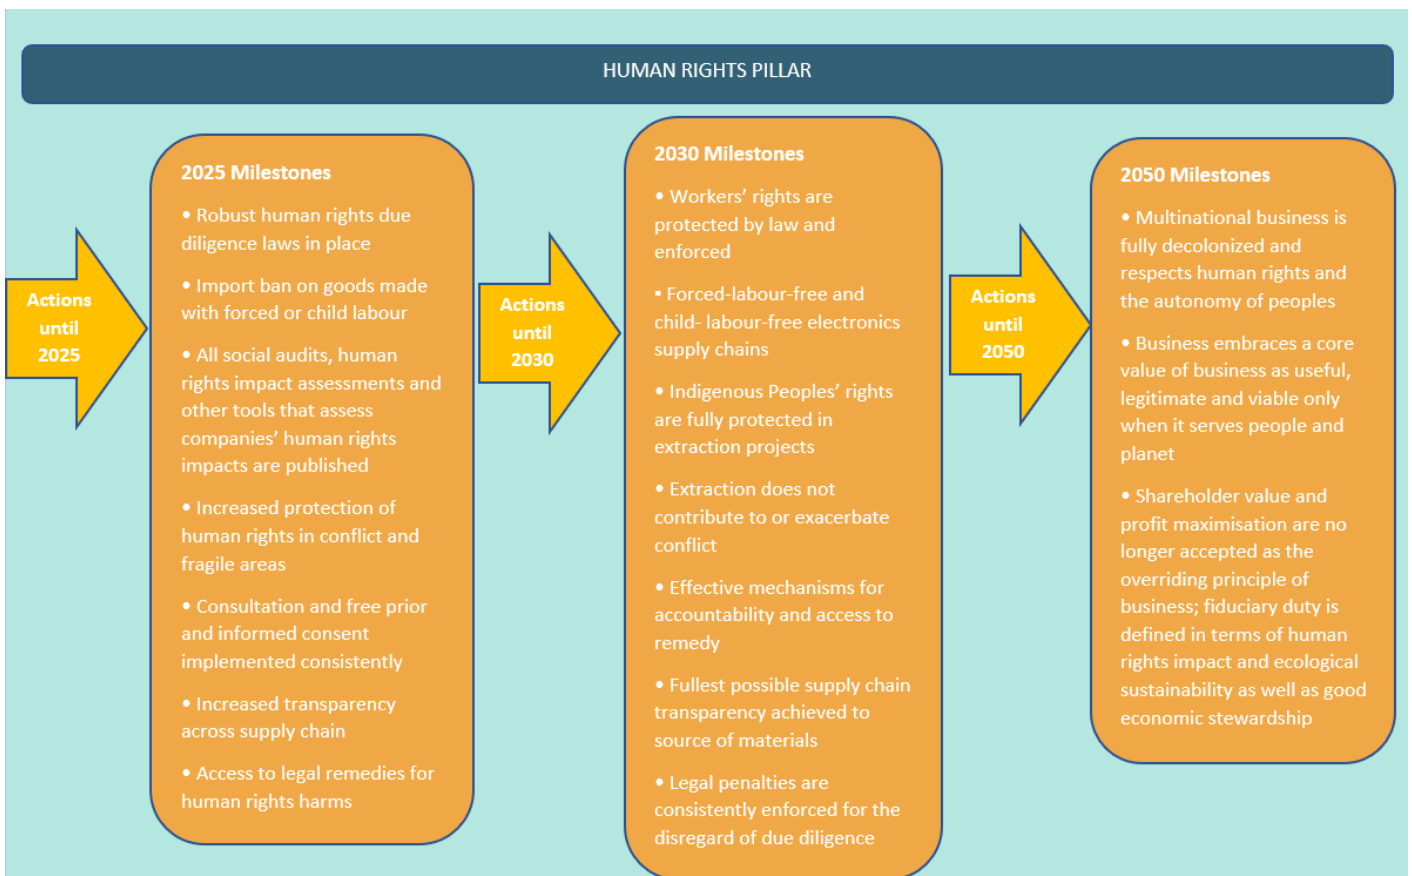 HUMAN RIGHTS PILLAR
Actions
until
2025
2025 Milestones
• Robust human rights due
diligence laws in place
• Import ban on goods made
with forced or child labour
• All social audits, human
rights impact assessments and
other tools that assess
companies’ human rights
impacts are published
• Increased protection of
human rights in conflict and
fragile areas
• Consultation and free prior
and informed consent
implemented consistently
• Increased transparency
across supply chain
• Access to legal remedies for
human rights harms
Actions
until
2030
2030 Milestones
• Workers’ rights are
protected by law and
enforced
▪ Forced-labour-free and
child- labour-free electronics
supply chains
• Indigenous Peoples’ rights
are fully protected in
extraction projects
• Extraction does not
contribute to or exacerbate
conflict
• Effective mechanisms for
accountability and access to
remedy
• Fullest possible supply chain
transparency achieved to
source of materials
• Legal penalties are
consistently enforced for the
disregard of due diligence
Actions
until
2050
2050 Milestones
• Multinational business is
fully decolonized and
respects human rights and
the autonomy of peoples
• Business embraces a core
value of business as useful,
legitimate and viable only
when it serves people and
planet
• Shareholder value and
profit maximisation are no
longer accepted as the
overriding principle of
business; fiduciary duty is
defined in terms of human
rights impact and ecological
sustainability as well as good
economic stewardship